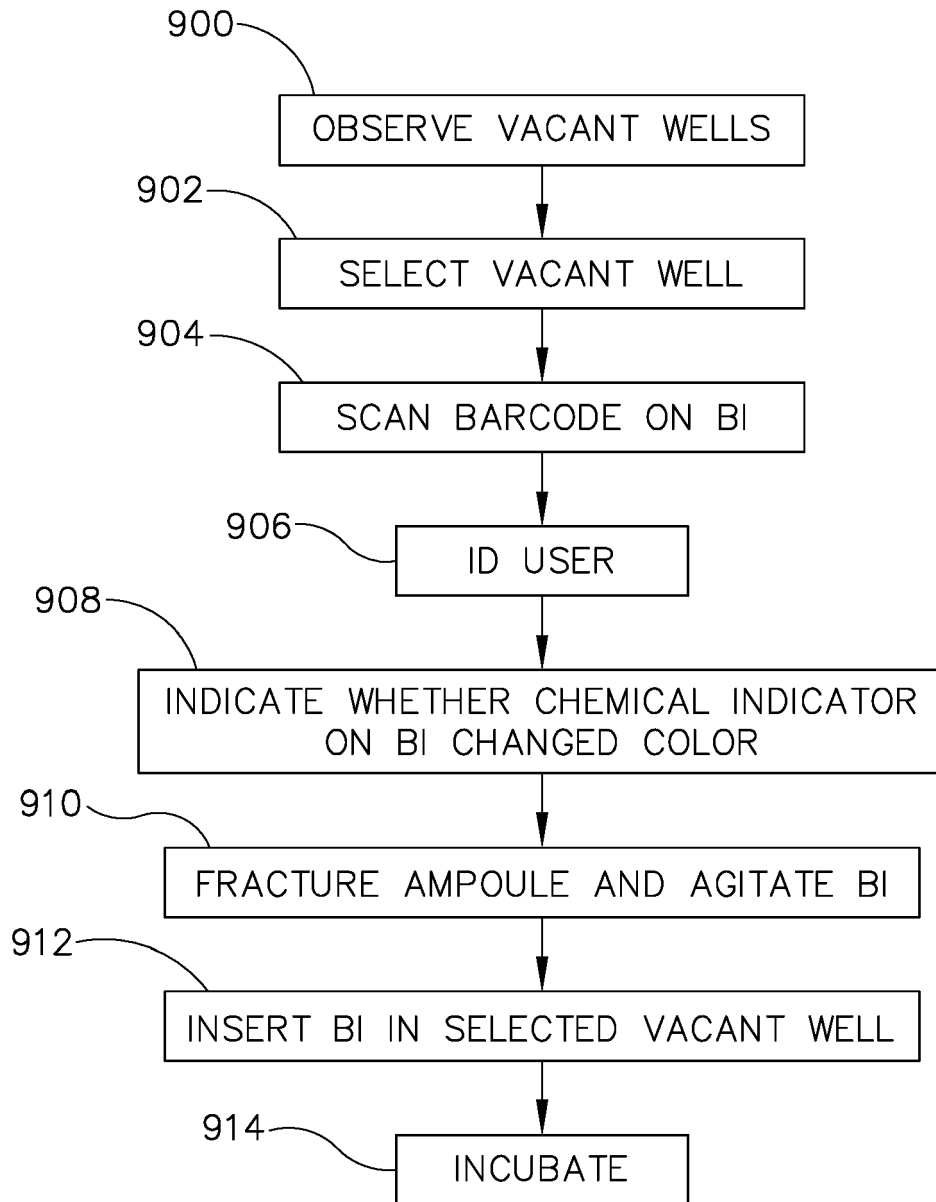 900
OBSERVE VACANT WELLS
902
SELECT VACANT WELL
904
SCAN BARCODE ON BI
906
ID USER
908
INDICATE WHETHER CHEMICAL INDICATOR
ON BI CHANGED COLOR
910
FRACTURE AMPOULE AND AGITATE BI
912
INSERT BI IN SELECTED VACANT WELL
914
INCUBATE